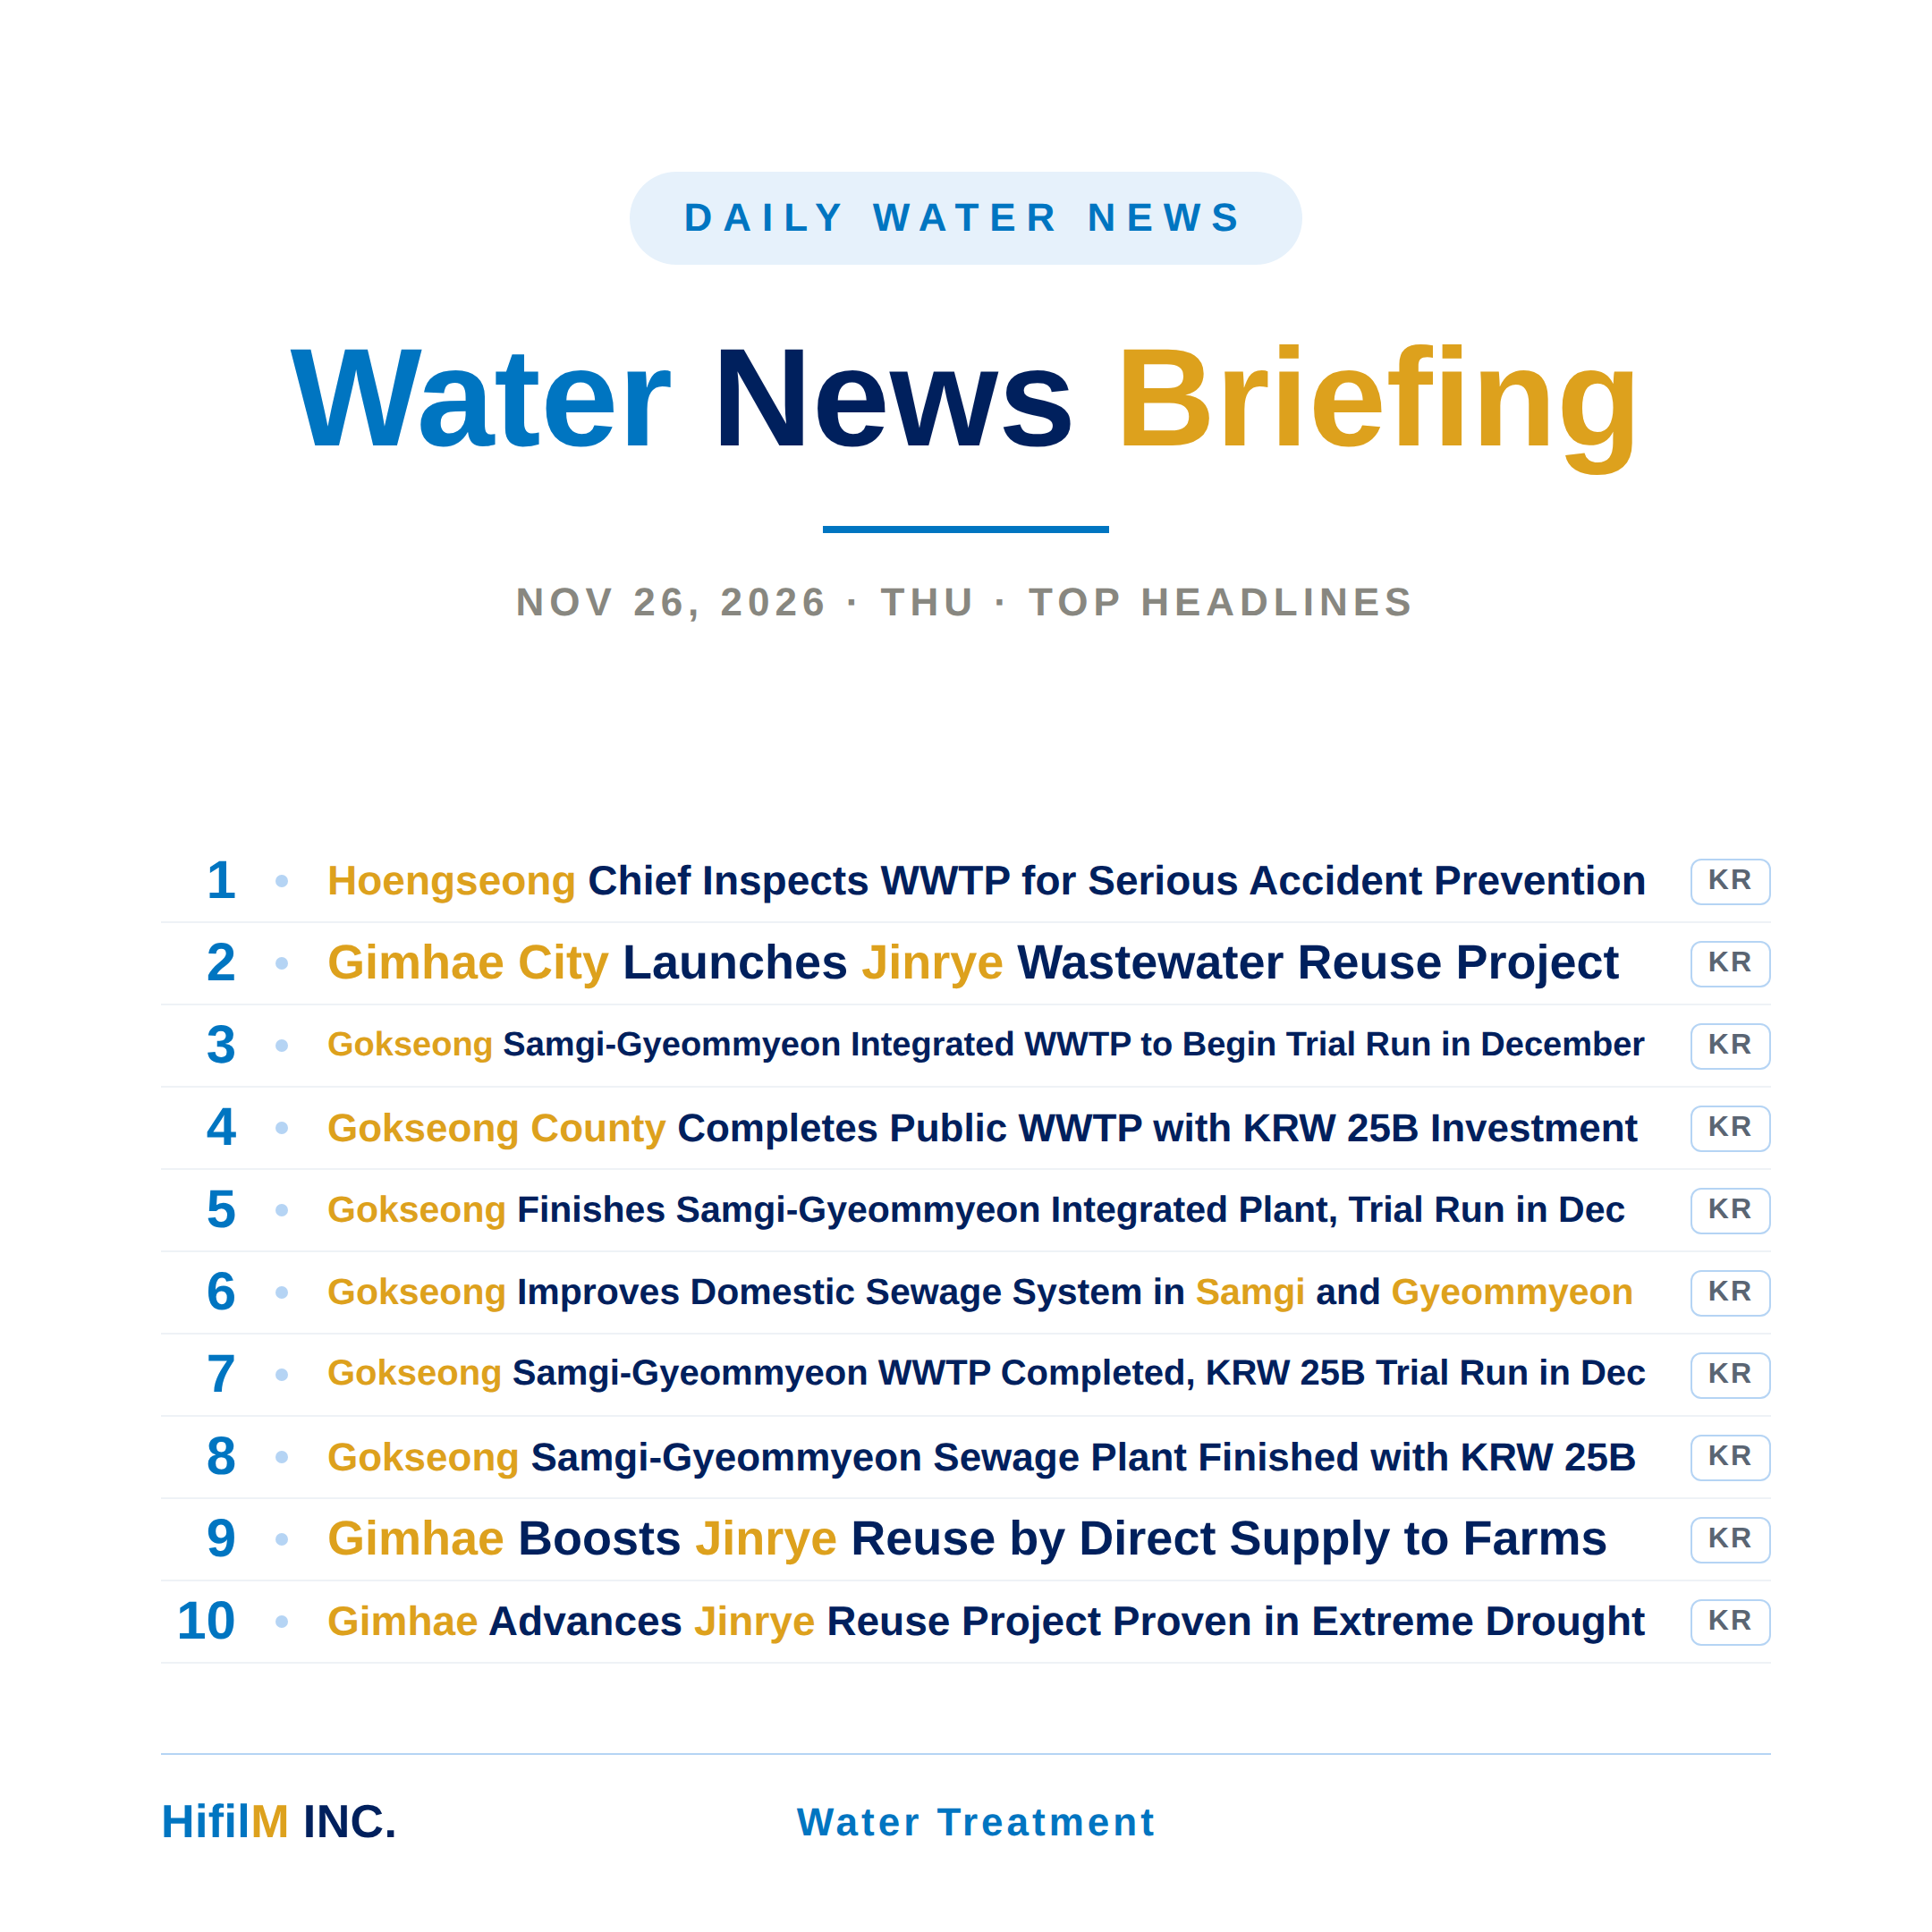 DAILY WATER NEWS
Water News Briefing
NOV 26, 2026 · THU · TOP HEADLINES
1 • Hoengseong Chief Inspects WWTP for Serious Accident Prevention KR
2 • Gimhae City Launches Jinrye Wastewater Reuse Project KR
3 • Gokseong Samgi-Gyeommyeon Integrated WWTP to Begin Trial Run in December KR
4 • Gokseong County Completes Public WWTP with KRW 25B Investment KR
5 • Gokseong Finishes Samgi-Gyeommyeon Integrated Plant, Trial Run in Dec KR
6 • Gokseong Improves Domestic Sewage System in Samgi and Gyeommyeon KR
7 • Gokseong Samgi-Gyeommyeon WWTP Completed, KRW 25B Trial Run in Dec KR
8 • Gokseong Samgi-Gyeommyeon Sewage Plant Finished with KRW 25B KR
9 • Gimhae Boosts Jinrye Reuse by Direct Supply to Farms KR
10 • Gimhae Advances Jinrye Reuse Project Proven in Extreme Drought KR
HifilM INC. Water Treatment